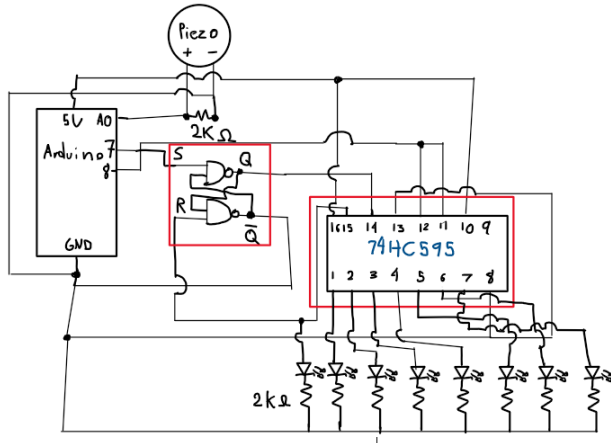 Piezo
+ -
5V A0
2K Ω
Arduino 7
8
S Q
R
Q̅
GND
16 15 14 13 12 11 10 9
74HC595
1 2 3 4 5 6 7 8
2kΩ